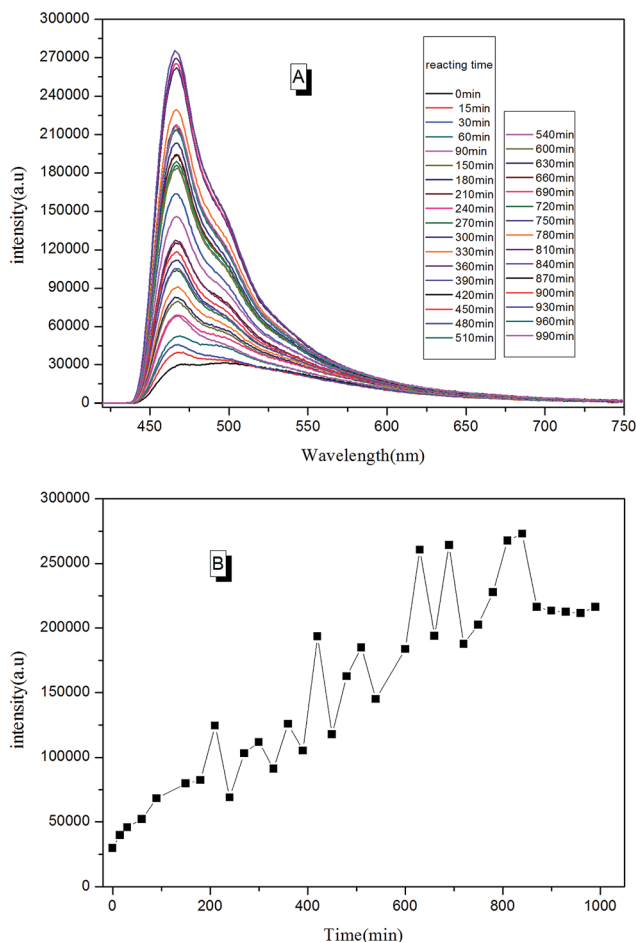 300000
270000
240000
210000
180000
150000
120000
90000
60000
30000
0
intensity(a.u)
A
reacting time
0min
15min
30min
60min
90min
150min
180min
210min
240min
270min
300min
330min
360min
390min
420min
450min
480min
510min
540min
600min
630min
660min
690min
720min
750min
780min
810min
840min
870min
900min
930min
960min
990min
450 500 550 600 650 700 750
Wavelength(nm)
300000
250000
200000
150000
100000
50000
0
intensity(a.u)
B
0 200 400 600 800 1000
Time(min)